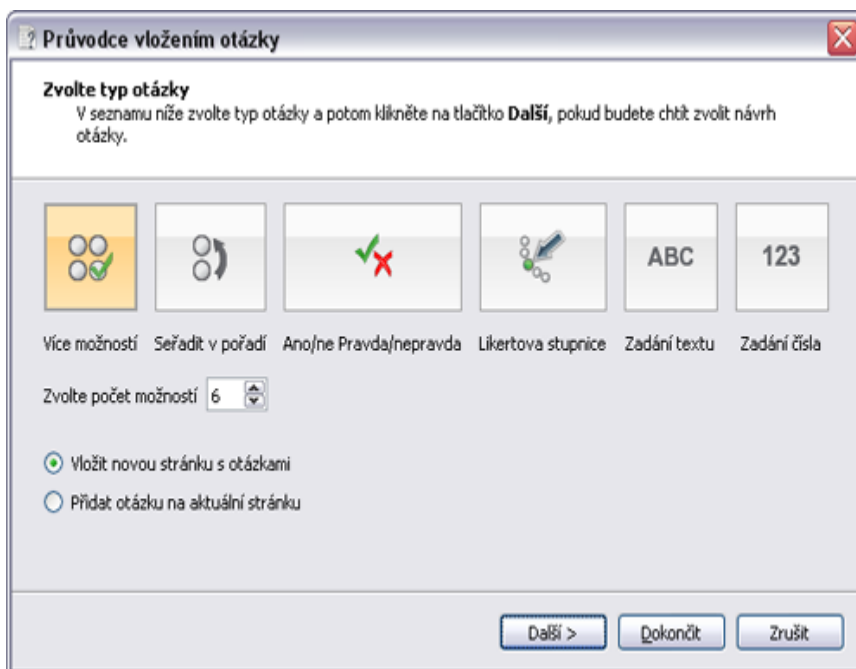 Průvodce vložením otázky
Zvolte typ otázky
V seznamu níže zvolte typ otázky a potom klikněte na tlačítko Další, pokud budete chtít zvolit návrh
otázky.
ABC
123
Více možností
Seřadit v pořadí
Ano/ne Pravda/nepravda
Likertova stupnice
Zadání textu
Zadání čísla
Zvolte počet možností 6
Vložit novou stránku s otázkami
Přidat otázku na aktuální stránku
Další >
Dokončit
Zrušit